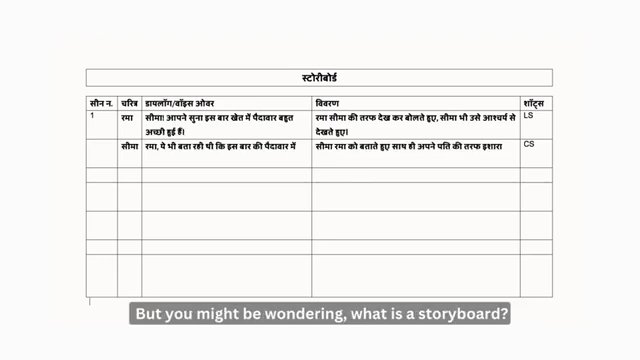 स्टोरीबोर्ड
सीन न. चरित्र डायलॉग/वॉइस ओवर विवरण शॉट्स
1 रमा सीमा! आपने सुना इस बार खेत में पैदावार बहुत रमा सीमा की तरफ देख कर बोलते हुए, सीमा भी उसे आश्चर्य से LS
अच्छी हुई हैं। देखते हुए।
सीमा रमा, ये भी बता रही थी कि इस बार की पैदावार में सीमा रमा को बताते हुए साथ ही अपने पति की तरफ इशारा CS
But you might be wondering, what is a storyboard?